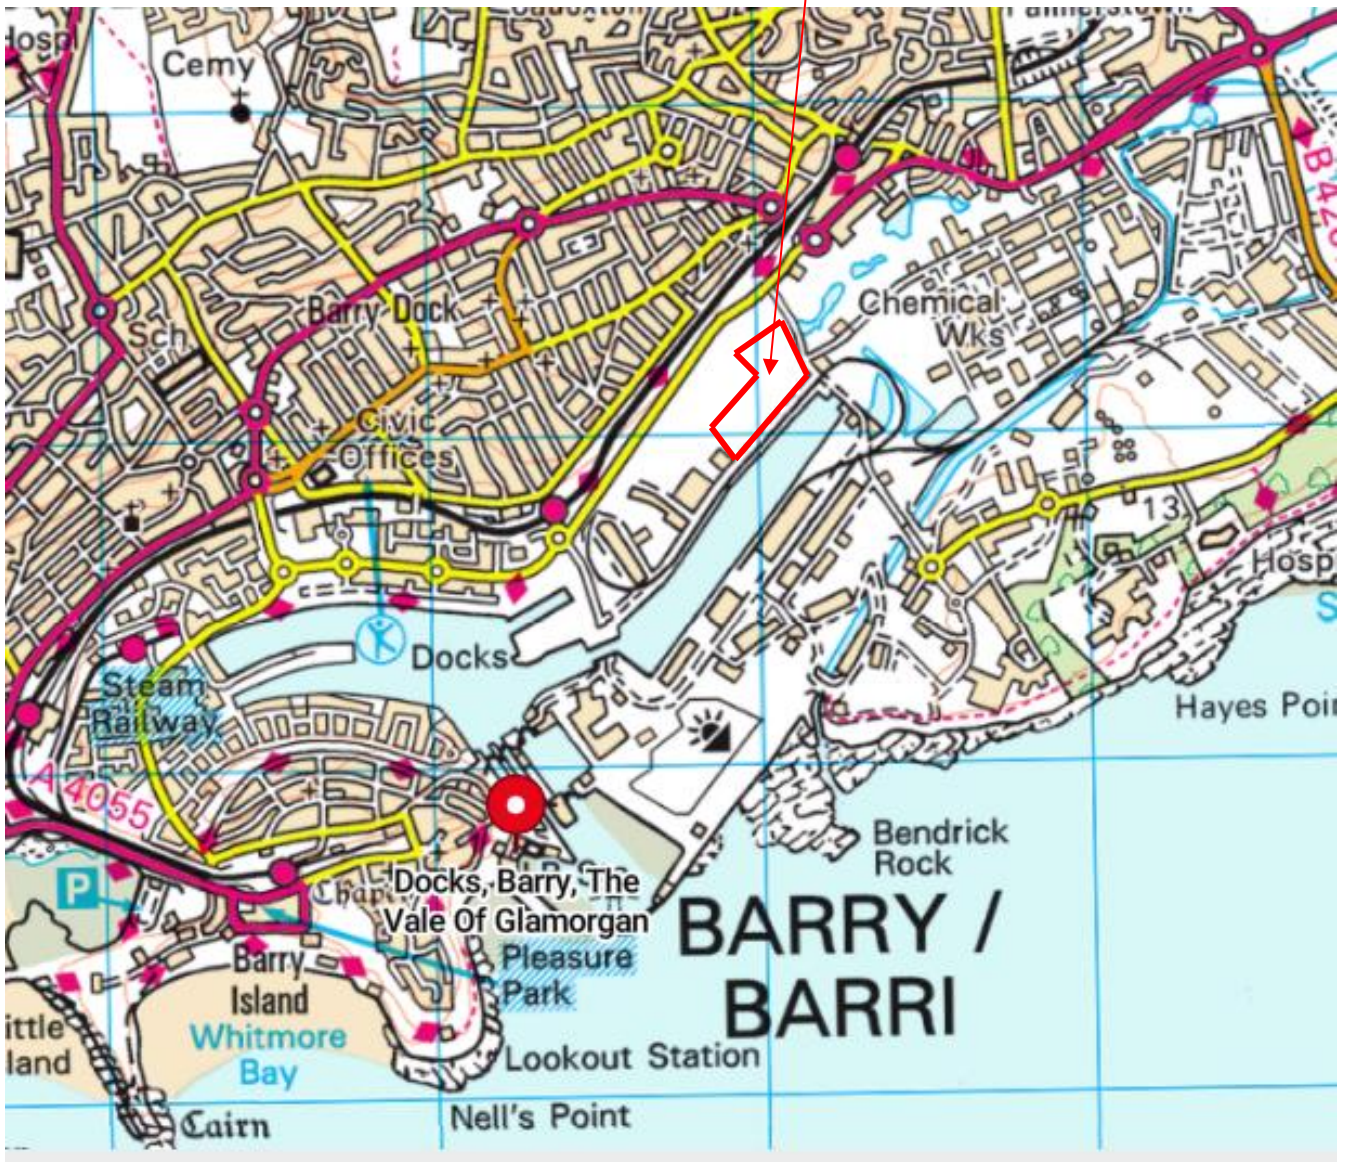 Cemy
Barry Dock
Sch
Civic
Offices
Chemical
Wks
B 426
13
Docks
Steam
Railway
A 4055
Hayes Poin
Bendrick
Rock
P
Docks, Barry, The
Vale Of Glamorgan
BARRY /
BARRI
Pleasure
Park
Barry
Island
Whitmore
Bay
Lookout Station
Nell's Point
Cairn
ittle
land
Hosp
S